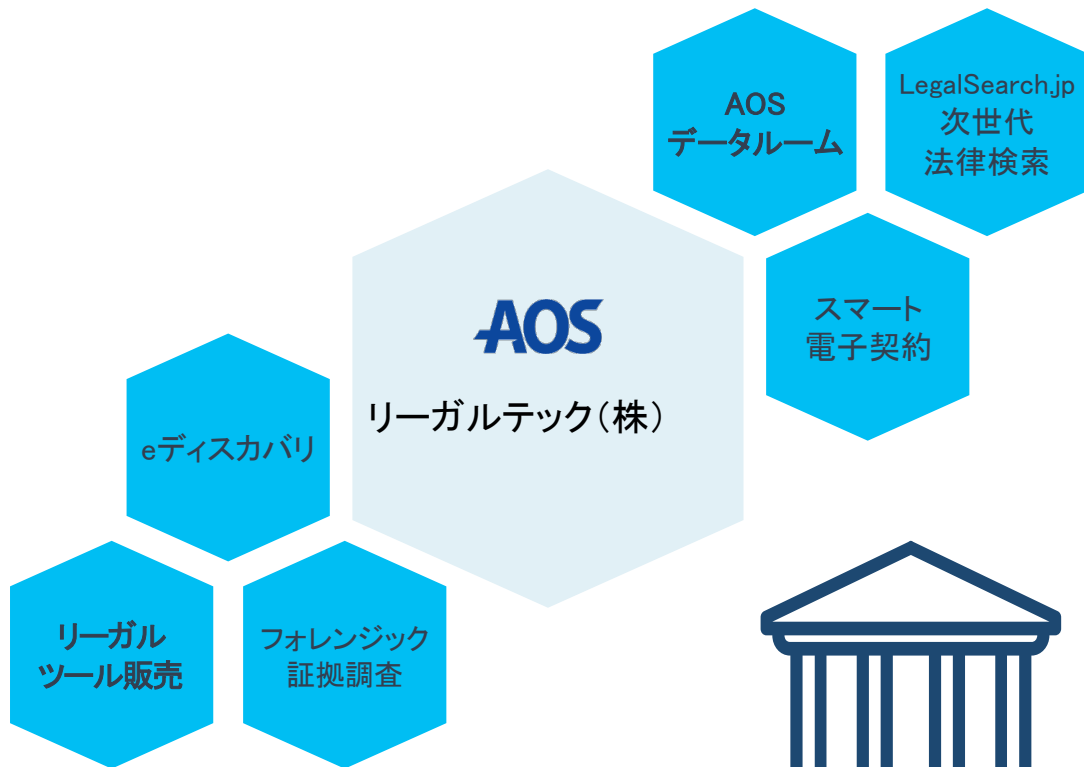 AOS
データルーム
LegalSearch.jp
次世代
法律検索
スマート
電子契約
AOS
リーガルテック（株）
eディスカバリ
リーガル
ツール販売
フォレンジック
証拠調査